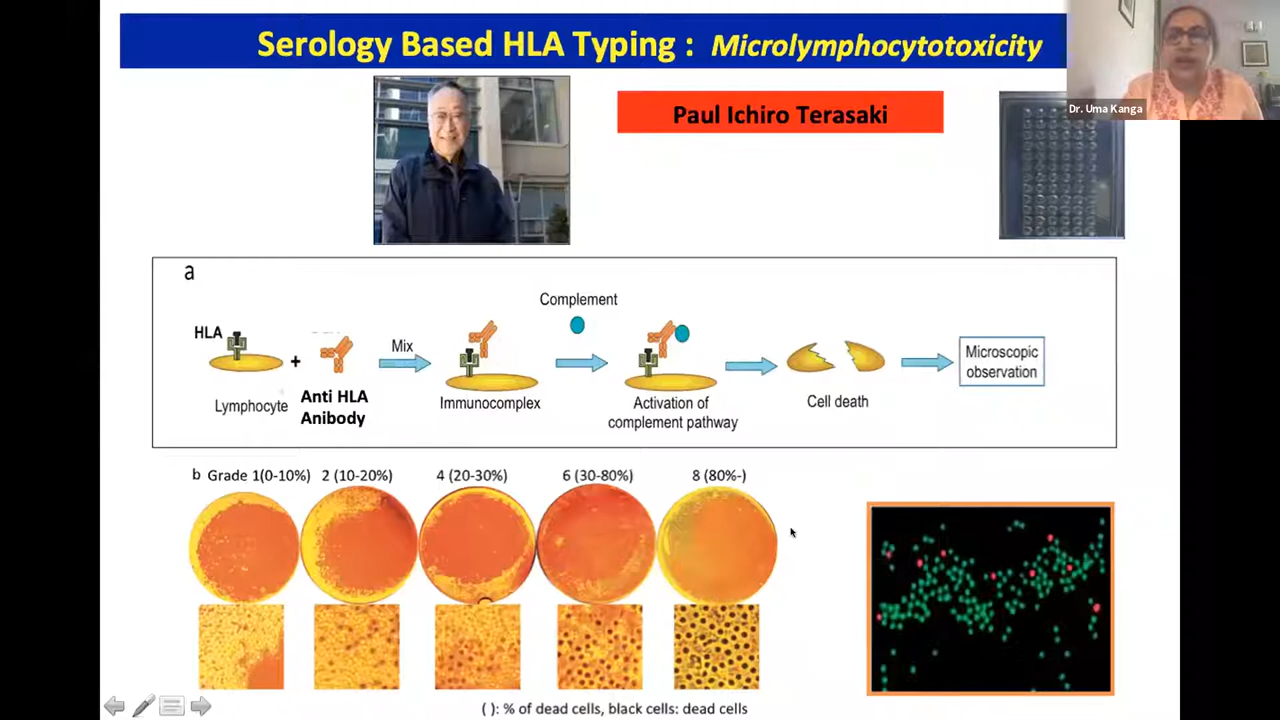 Serology Based HLA Typing : Microlymphocytotoxicity
Paul Ichiro Terasaki
Dr. Uma Kanga
a
Complement
HLA
+
Mix
Microscopic
observation
Lymphocyte
Anti HLA
Anibody
Immunocomplex
Activation of
complement pathway
Cell death
b Grade 1(0-10%) 2 (10-20%) 4 (20-30%) 6 (30-80%) 8 (80%-)
( ): % of dead cells, black cells: dead cells